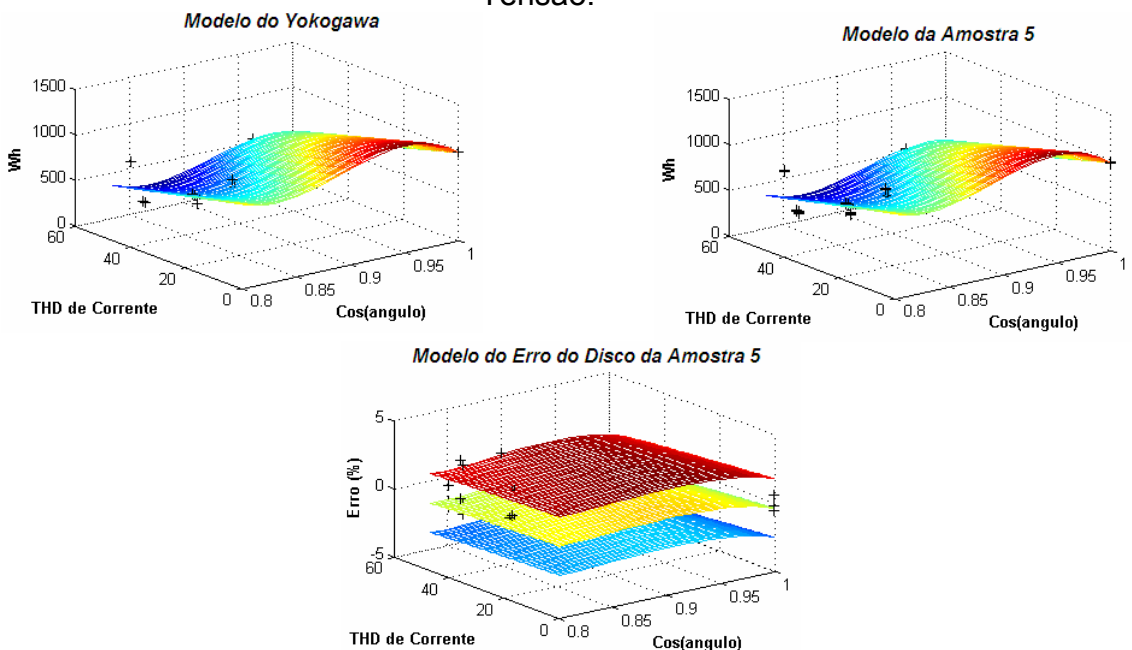 Tensão.
Modelo do Yokogawa
1500
1000
500
0
Wh
60
40
20
0
THD de Corrente
0.8
0.85
0.9
0.95
1
Cos(angulo)
Modelo da Amostra 5
1500
1000
500
0
Wh
60
40
20
0
THD de Corrente
0.8
0.85
0.9
0.95
1
Cos(angulo)
Modelo do Erro do Disco da Amostra 5
5
0
-5
Erro (%)
60
40
20
0
THD de Corrente
0.8
0.85
0.9
0.95
1
Cos(angulo)